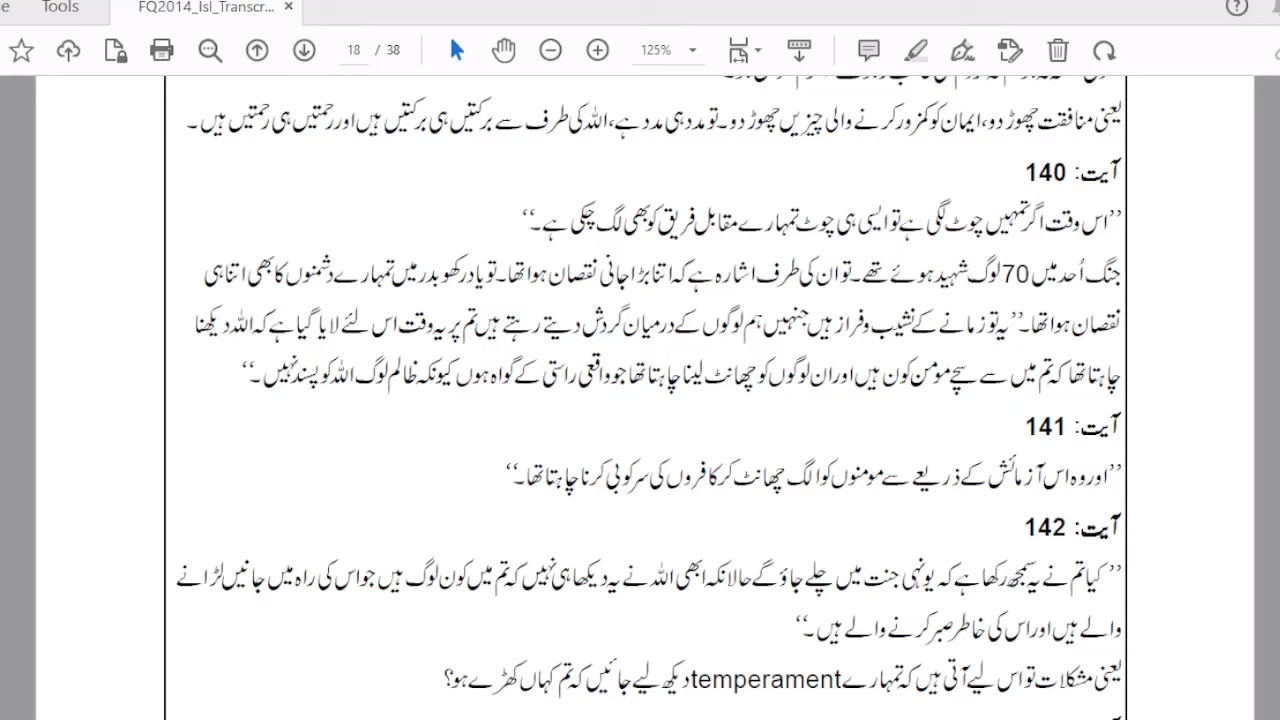 Tools
FQ2014_Isl_Transcr...
18 / 38
125%
یعنی منافقت چھوڑ دو، ایمان کو کمزور کرنے والی چیزیں چھوڑ دو۔ تو مدد ہی مدد ہے، اللہ کی طرف سے برکتیں ہی برکتیں ہیں اور رحمتیں ہی رحمتیں ہیں۔
آیت: 140
’’اس وقت اگر تمہیں چوٹ لگی ہے تو ایسی ہی چوٹ تمہارے مقابل فریق کو بھی لگ چکی ہے۔‘‘
جنگ اُحد میں 70 لوگ شہید ہوئے تھے۔ تو ان کی طرف اشارہ ہے کہ اتنا بڑا جانی نقصان ہوا تھا۔ تو یاد رکھو بدر میں تمہارے دشمنوں کا بھی اتنا ہی
نقصان ہوا تھا۔ ’’یہ تو زمانے کے نشیب و فراز ہیں جنہیں ہم لوگوں کے درمیان گردش دیتے رہتے ہیں تم پر یہ وقت اس لئے لایا گیا ہے کہ اللہ دیکھنا
چاہتا تھا کہ تم میں سے سچے مومن کون ہیں اور ان لوگوں کو چھانٹ لینا چاہتا تھا جو واقعی راستی کے گواہ ہوں کیونکہ ظالم لوگ اللہ کو پسند نہیں۔‘‘
آیت: 141
’’اور وہ اس آزمائش کے ذریعے سے مومنوں کو الگ چھانٹ کر کافروں کی سرکوبی کرنا چاہتا تھا۔‘‘
آیت: 142
’’کیا تم نے یہ سمجھ رکھا ہے کہ یونہی جنت میں چلے جاؤ گے حالانکہ ابھی اللہ نے یہ دیکھا ہی نہیں کہ تم میں کون لوگ ہیں جو اس کی راہ میں جانیں لڑانے
والے ہیں اور اس کی خاطر صبر کرنے والے ہیں۔‘‘
یعنی مشکلات تو اس لیے آتی ہیں کہ تمہارے temperament دیکھ لیے جائیں کہ تم کہاں کھڑے ہو؟